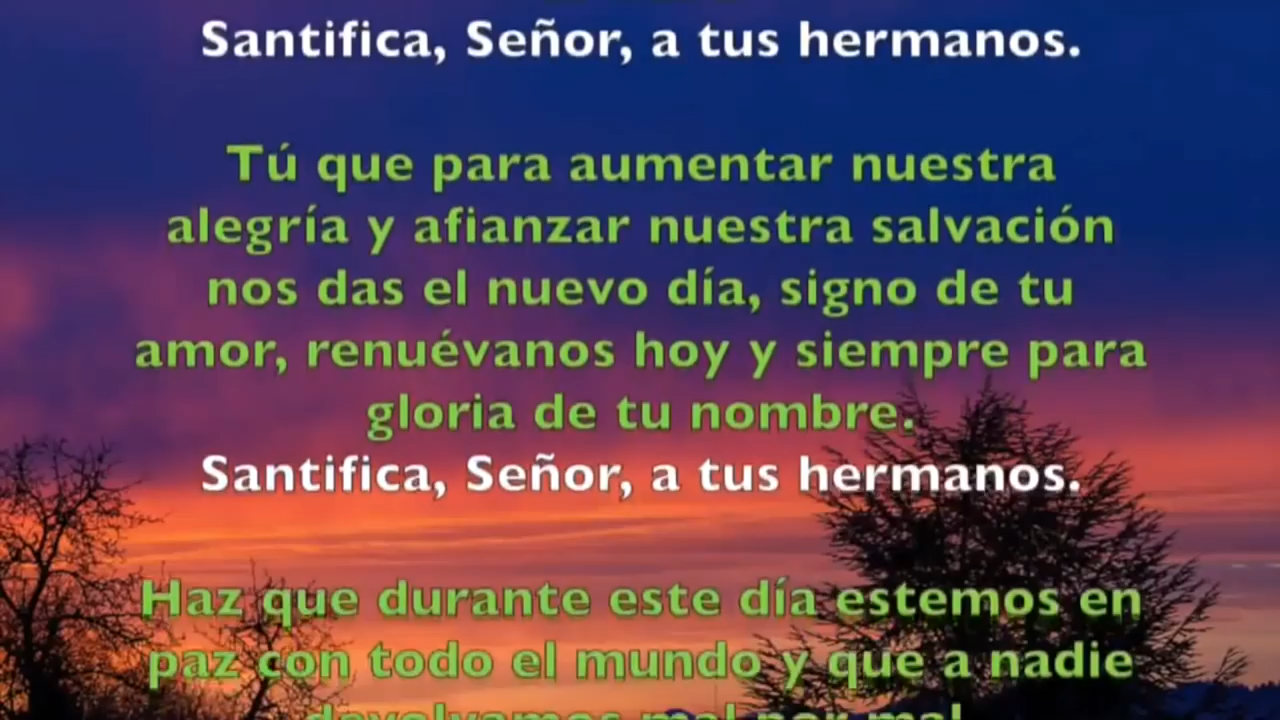 Santifica, Señor, a tus hermanos.
Tú que para aumentar nuestra
alegría y afianzar nuestra salvación
nos das el nuevo día, signo de tu
amor, renuévanos hoy y siempre para
gloria de tu nombre.
Santifica, Señor, a tus hermanos.
Haz que durante este día estemos en
paz con todo el mundo y que a nadie
devolvamos mal por mal